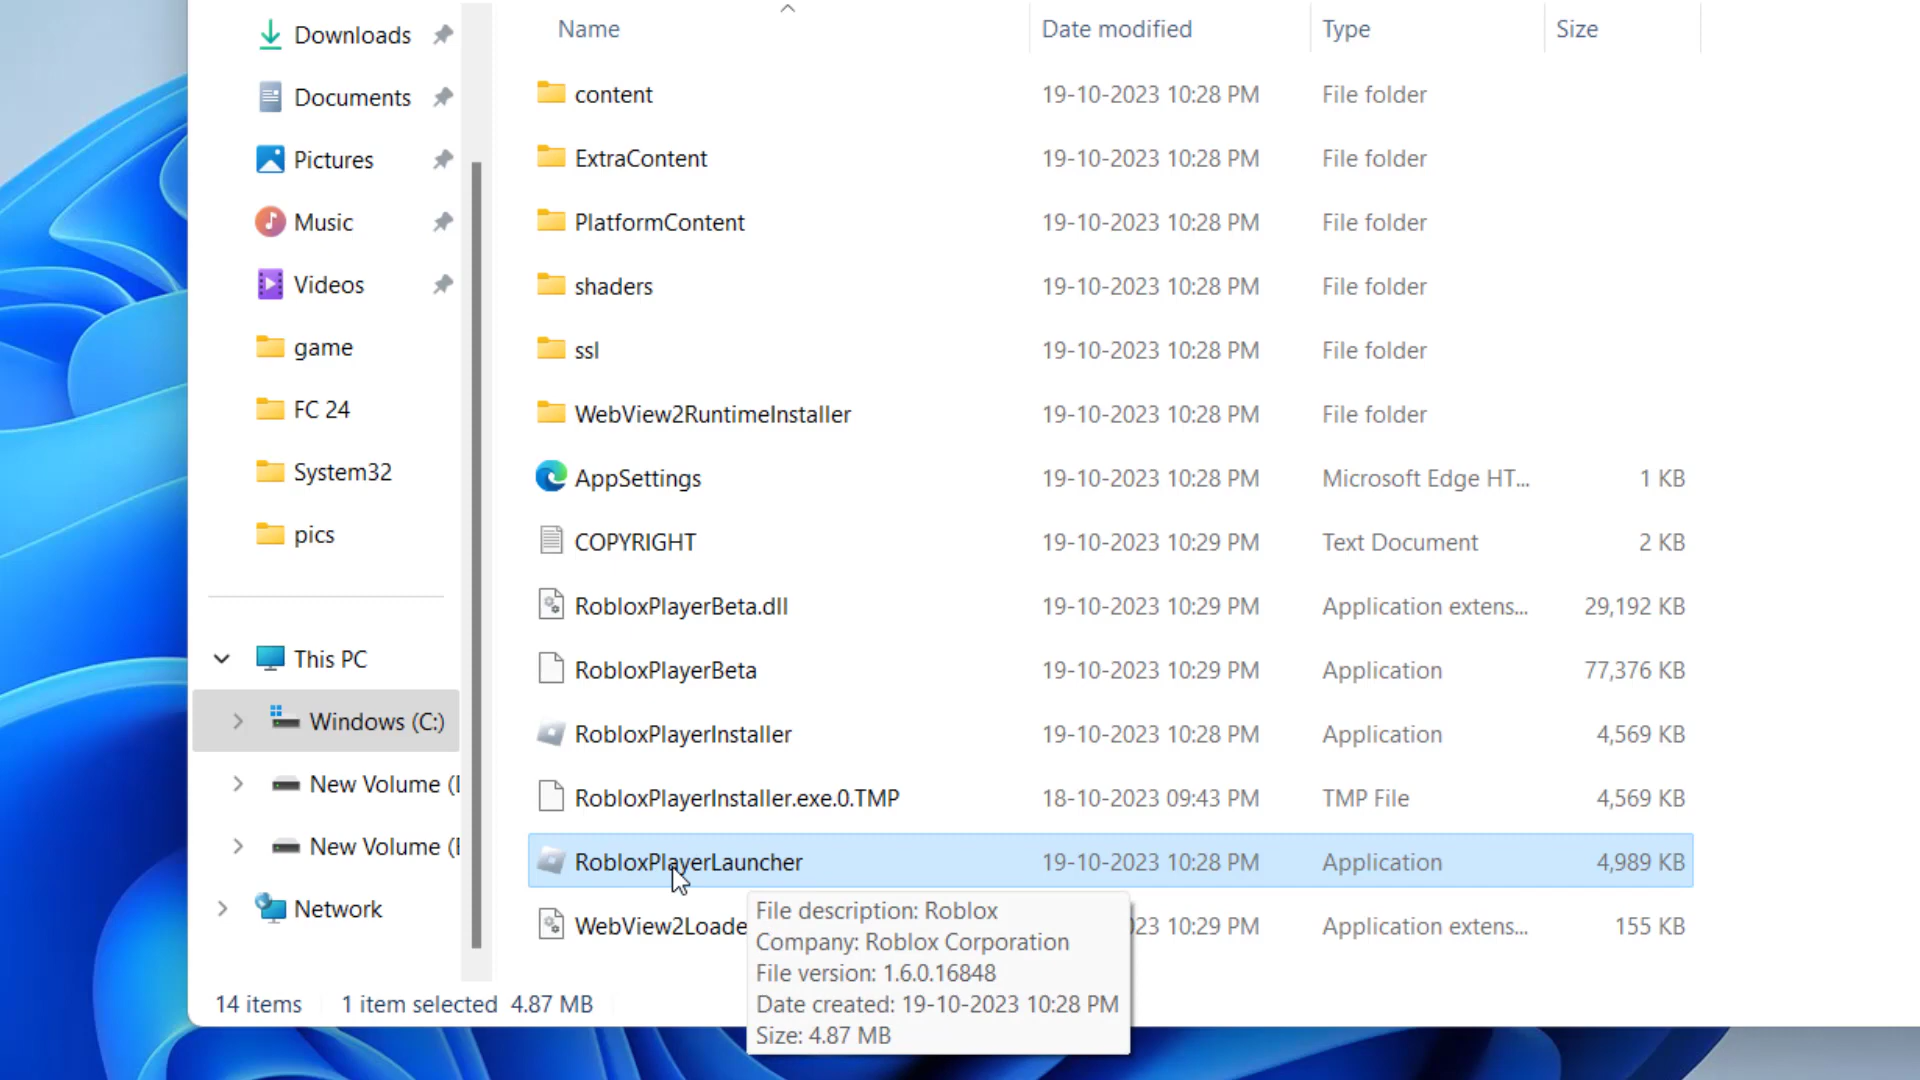 Name Date modified Type Size
Downloads
Documents
Pictures
Music
Videos
game
FC 24
System32
pics
This PC
Windows (C:)
New Volume (
New Volume (
Network
content 19-10-2023 10:28 PM File folder
ExtraContent 19-10-2023 10:28 PM File folder
PlatformContent 19-10-2023 10:28 PM File folder
shaders 19-10-2023 10:28 PM File folder
ssl 19-10-2023 10:28 PM File folder
WebView2RuntimeInstaller 19-10-2023 10:28 PM File folder
AppSettings 19-10-2023 10:28 PM Microsoft Edge HT... 1 KB
COPYRIGHT 19-10-2023 10:29 PM Text Document 2 KB
RobloxPlayerBeta.dll 19-10-2023 10:29 PM Application extens... 29,192 KB
RobloxPlayerBeta 19-10-2023 10:29 PM Application 77,376 KB
RobloxPlayerInstaller 19-10-2023 10:28 PM Application 4,569 KB
RobloxPlayerInstaller.exe.0.TMP 18-10-2023 09:43 PM TMP File 4,569 KB
RobloxPlayerLauncher 19-10-2023 10:28 PM Application 4,989 KB
WebView2Loade 23 10:29 PM Application extens... 155 KB
File description: Roblox
Company: Roblox Corporation
File version: 1.6.0.16848
Date created: 19-10-2023 10:28 PM
Size: 4.87 MB
14 items 1 item selected 4.87 MB